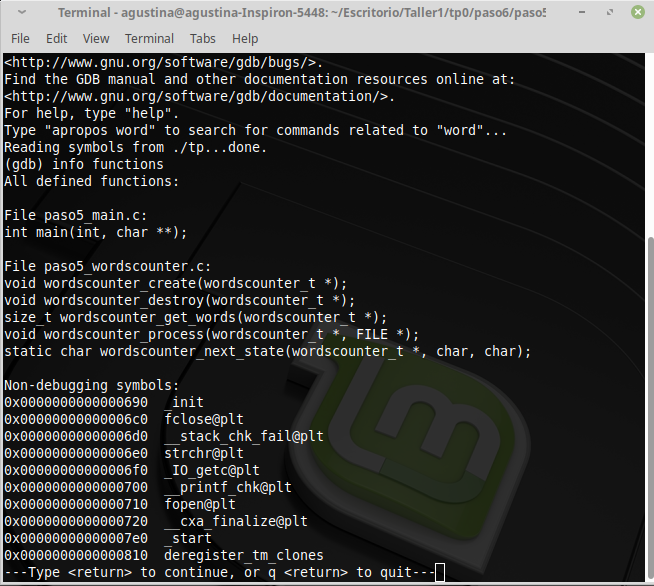 Terminal - agustina@agustina-Inspiron-5448: ~/Escritorio/Taller1/tp0/paso6/paso5
File Edit View Terminal Tabs Help
<http://www.gnu.org/software/gdb/bugs/>.
Find the GDB manual and other documentation resources online at:
<http://www.gnu.org/software/gdb/documentation/>.
For help, type "help".
Type "apropos word" to search for commands related to "word"...
Reading symbols from ./tp...done.
(gdb) info functions
All defined functions:

File paso5_main.c:
int main(int, char **);

File paso5_wordscounter.c:
void wordscounter_create(wordscounter_t *);
void wordscounter_destroy(wordscounter_t *);
size_t wordscounter_get_words(wordscounter_t *);
void wordscounter_process(wordscounter_t *, FILE *);
static char wordscounter_next_state(wordscounter_t *, char, char);

Non-debugging symbols:
0x0000000000000690  _init
0x00000000000006c0  fclose@plt
0x00000000000006d0  __stack_chk_fail@plt
0x00000000000006e0  strchr@plt
0x00000000000006f0  _IO_getc@plt
0x0000000000000700  __printf_chk@plt
0x0000000000000710  fopen@plt
0x0000000000000720  __cxa_finalize@plt
0x00000000000007e0  _start
0x0000000000000810  deregister_tm_clones
---Type <return> to continue, or q <return> to quit---